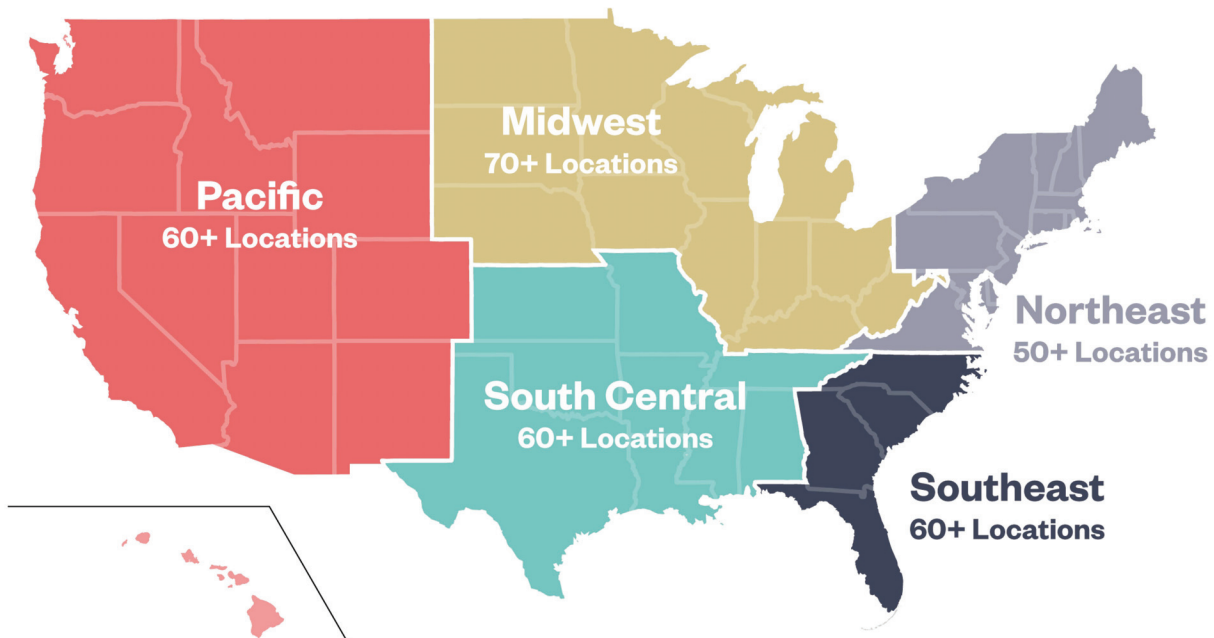 Midwest
70+ Locations
Pacific
60+ Locations
Northeast
50+ Locations
South Central
60+ Locations
Southeast
60+ Locations